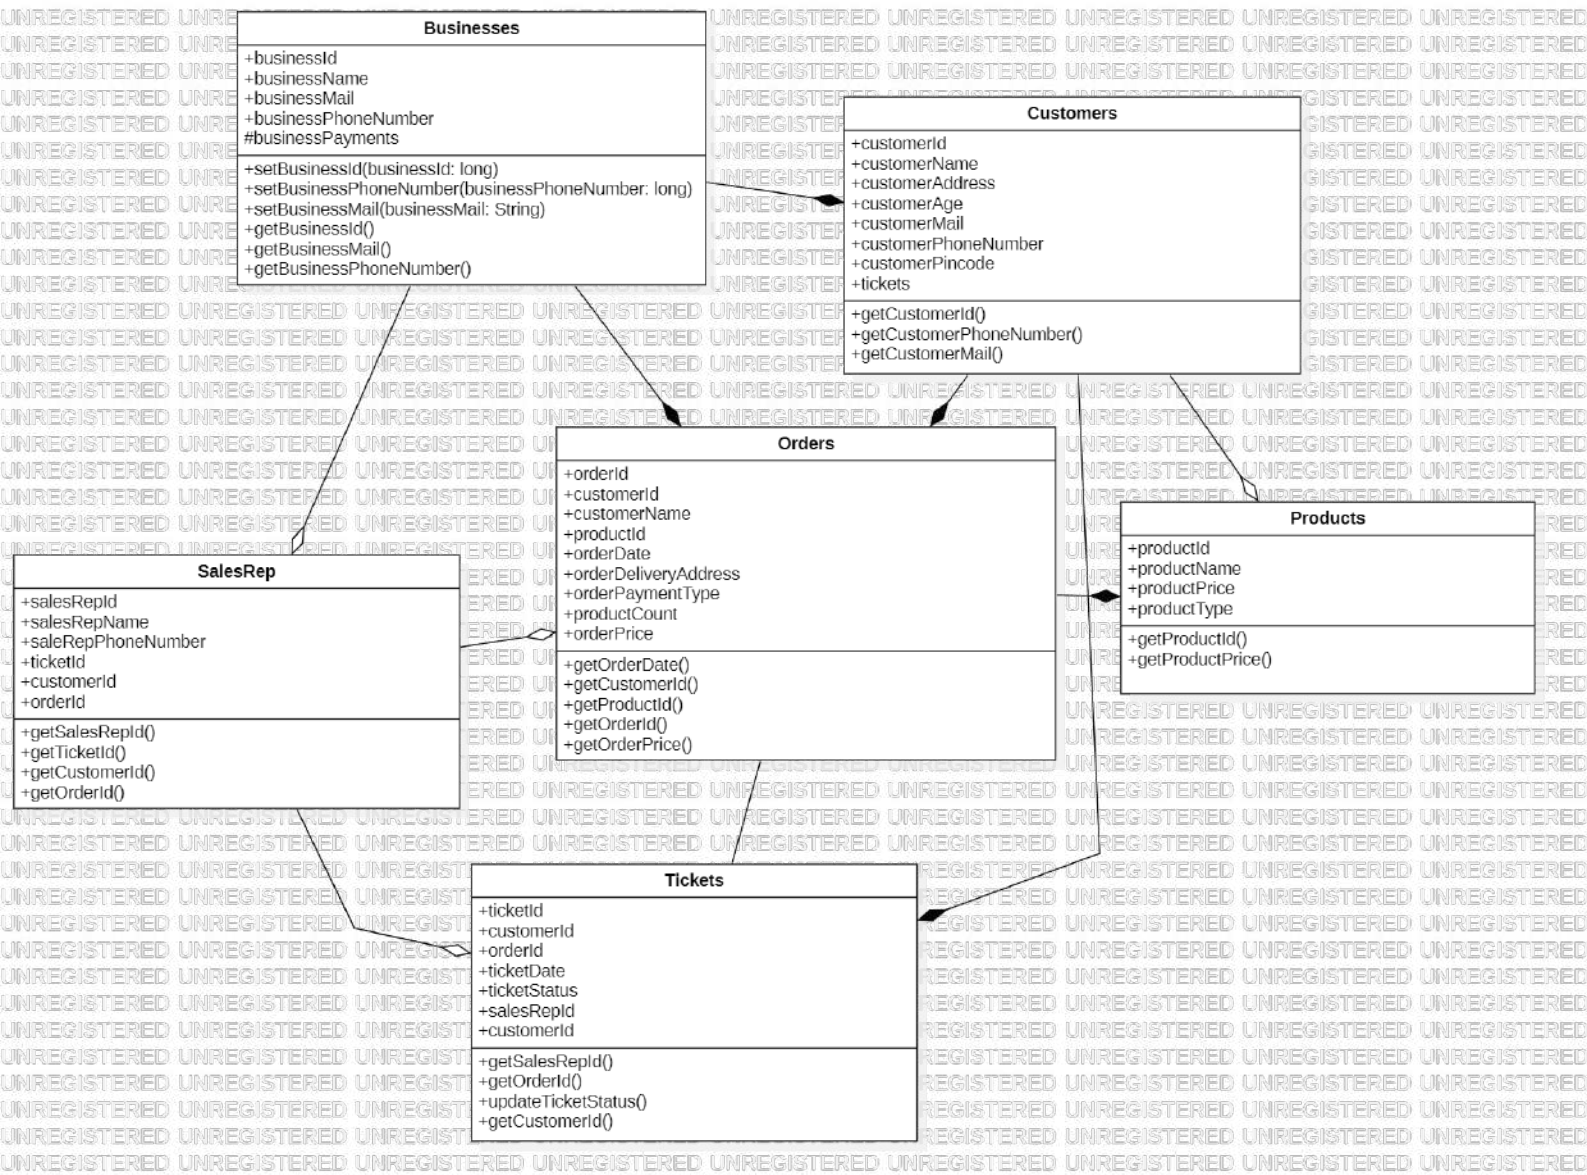 Businesses
+businessId
+businessName
+businessMail
+businessPhoneNumber
#businessPayments
+setBusinessId(businessId: long)
+setBusinessPhoneNumber(businessPhoneNumber: long)
+setBusinessMail(businessMail: String)
+getBusinessId()
+getBusinessMail()
+getBusinessPhoneNumber()
Customers
+customerId
+customerName
+customerAddress
+customerAge
+customerMail
+customerPhoneNumber
+customerPincode
+tickets
+getCustomerId()
+getCustomerPhoneNumber()
+getCustomerMail()
Orders
+orderId
+customerId
+customerName
+productId
+orderDate
+orderDeliveryAddress
+orderPaymentType
+productCount
+orderPrice
+getOrderDate()
+getCustomerId()
+getProductId()
+getOrderId()
+getOrderPrice()
Products
+productId
+productName
+productPrice
+productType
+getProductId()
+getProductPrice()
SalesRep
+salesRepId
+salesRepName
+saleRepPhoneNumber
+ticketId
+customerId
+orderId
+getSalesRepId()
+getTicketId()
+getCustomerId()
+getOrderId()
Tickets
+ticketId
+customerId
+orderId
+ticketDate
+ticketStatus
+salesRepId
+customerId
+getSalesRepId()
+getOrderId()
+updateTicketStatus()
+getCustomerId()
UNREGISTERED